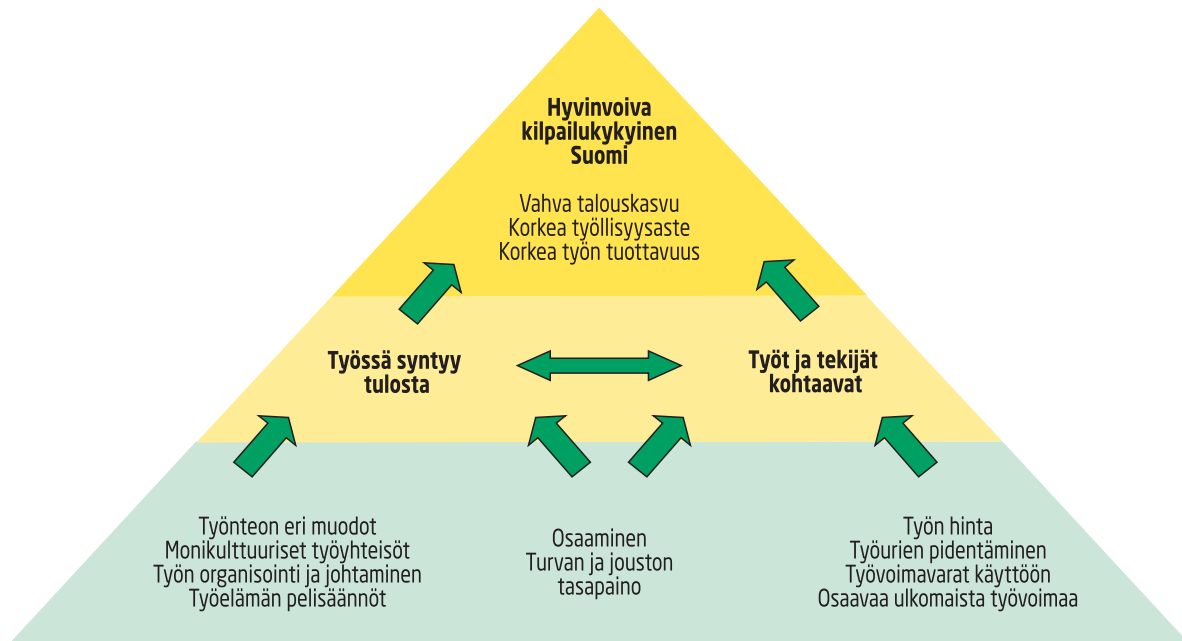 Hyvinvoiva
kilpailukykyinen
Suomi
Vahva talouskasvu
Korkea työllisyysaste
Korkea työn tuottavuus
Työssä syntyy
tulosta
Työt ja tekijät
kohtaavat
Työnteon eri muodot
Monikulttuuriset työyhteisöt
Työn organisointi ja johtaminen
Työelämän pelisäännöt
Osaaminen
Turvan ja jouston
tasapaino
Työn hinta
Työurien pidentäminen
Työvoimavarat käyttöön
Osaavaa ulkomaista työvoimaa